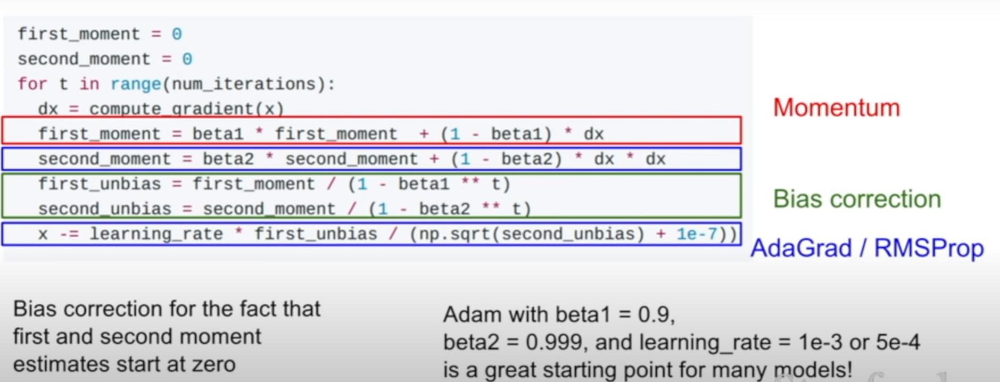 first_moment = 0
second_moment = 0
for t in range(num_iterations):
  dx = compute_gradient(x)
  first_moment = beta1 * first_moment  + (1 - beta1) * dx
  second_moment = beta2 * second_moment + (1 - beta2) * dx * dx
  first_unbias = first_moment / (1 - beta1 ** t)
  second_unbias = second_moment / (1 - beta2 ** t)
  x -= learning_rate * first_unbias / (np.sqrt(second_unbias) + 1e-7))
Momentum
Bias correction
AdaGrad / RMSProp
Bias correction for the fact that
first and second moment
estimates start at zero
Adam with beta1 = 0.9,
beta2 = 0.999, and learning_rate = 1e-3 or 5e-4
is a great starting point for many models!